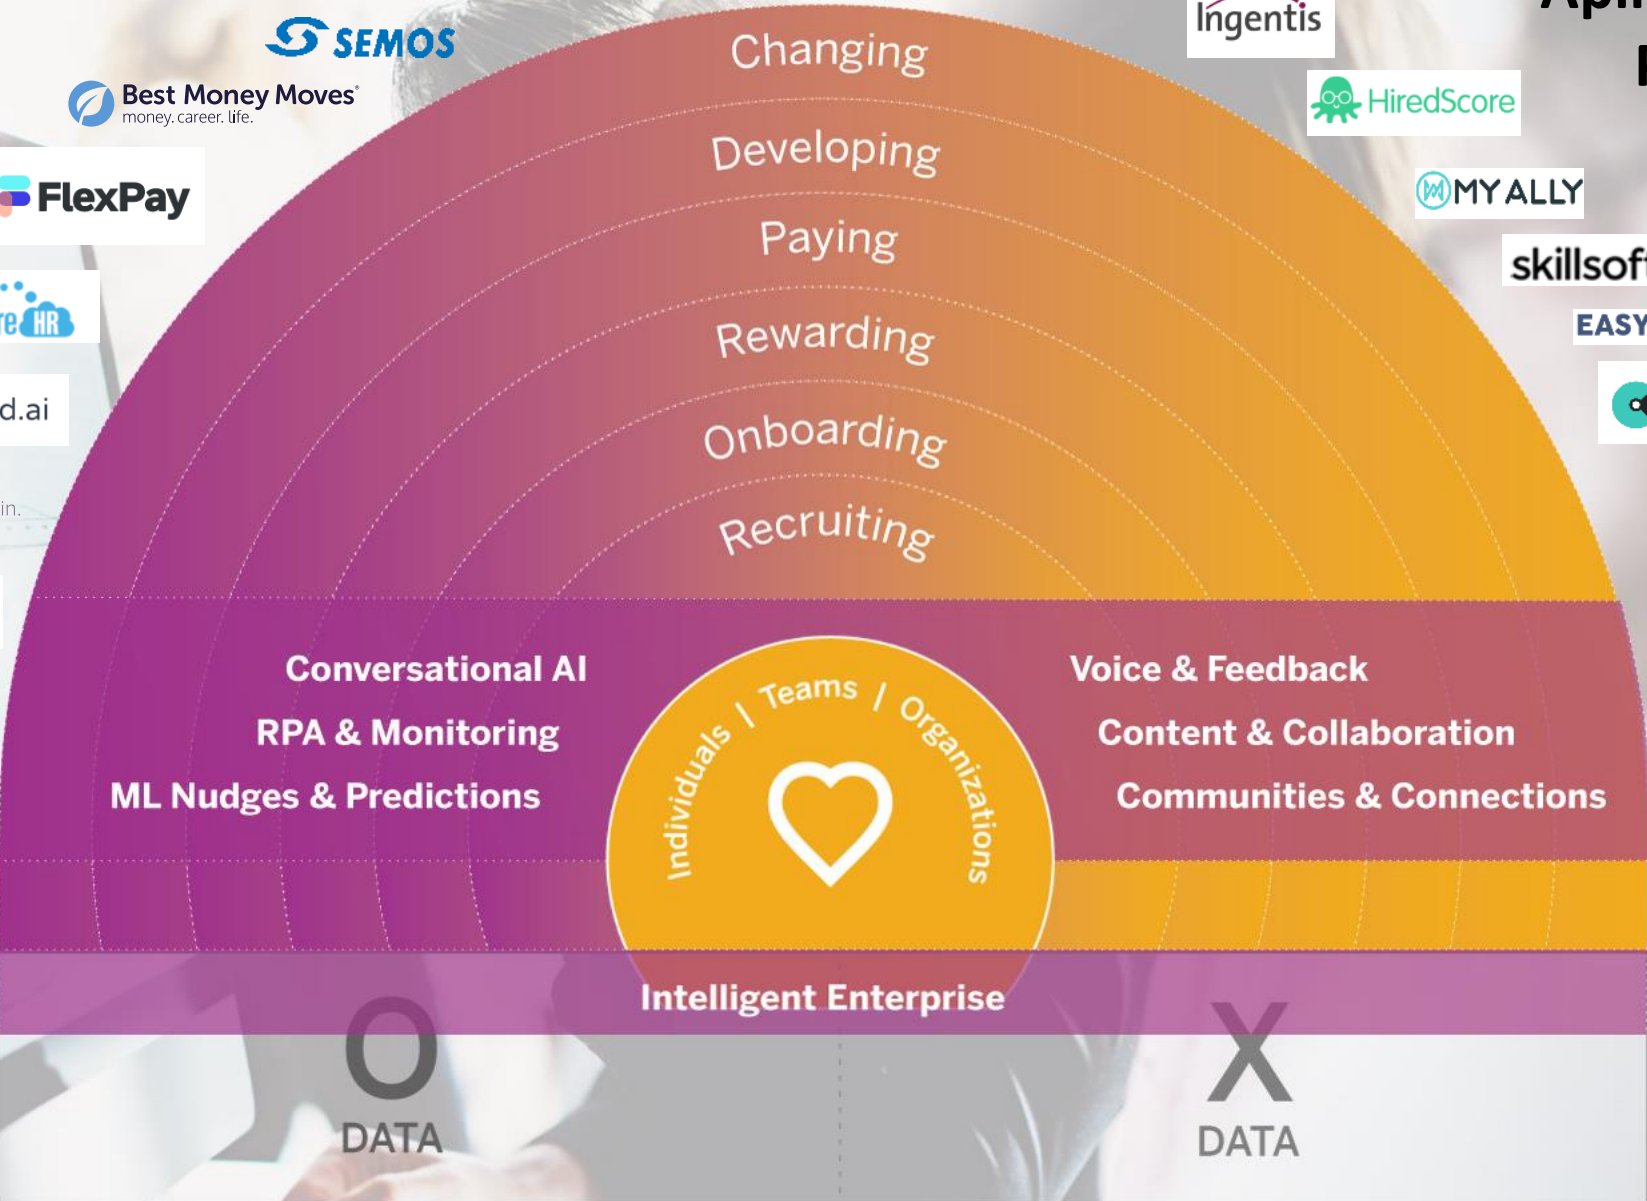 Ingentis
SEMOS
Best Money Moves®
money. career. life.
HiredScore
FlexPay
MY ALLY
skillsoft
EASY
HR
d.ai
in.
Changing
Developing
Paying
Rewarding
Onboarding
Recruiting
Conversational AI
RPA & Monitoring
ML Nudges & Predictions
Individuals | Teams | Organizations
Voice & Feedback
Content & Collaboration
Communities & Connections
Intelligent Enterprise
O
DATA
X
DATA